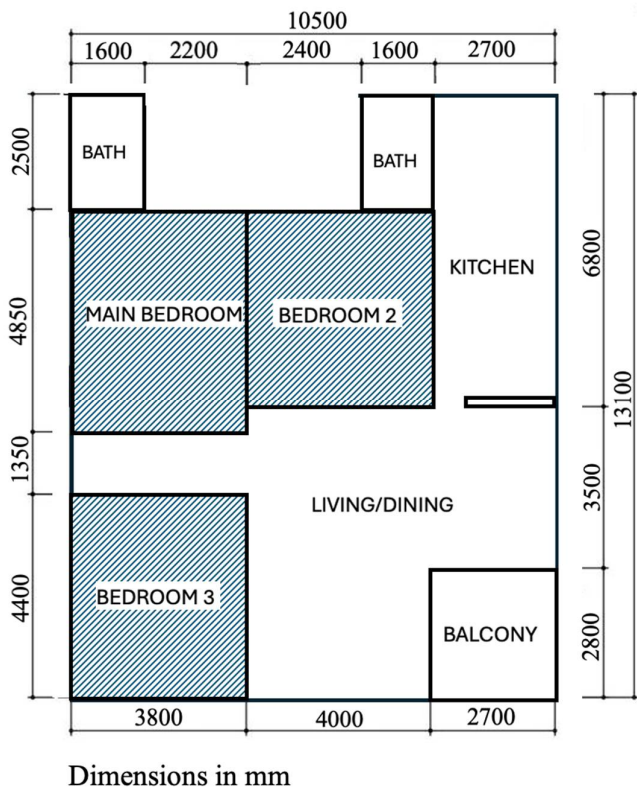 10500
1600 2200 2400 1600 2700
2500
BATH
BATH
KITCHEN
6800
4850
MAIN BEDROOM
BEDROOM 2
13100
1350
LIVING/DINING
3500
4400
BEDROOM 3
BALCONY
2800
3800 4000 2700
Dimensions in mm